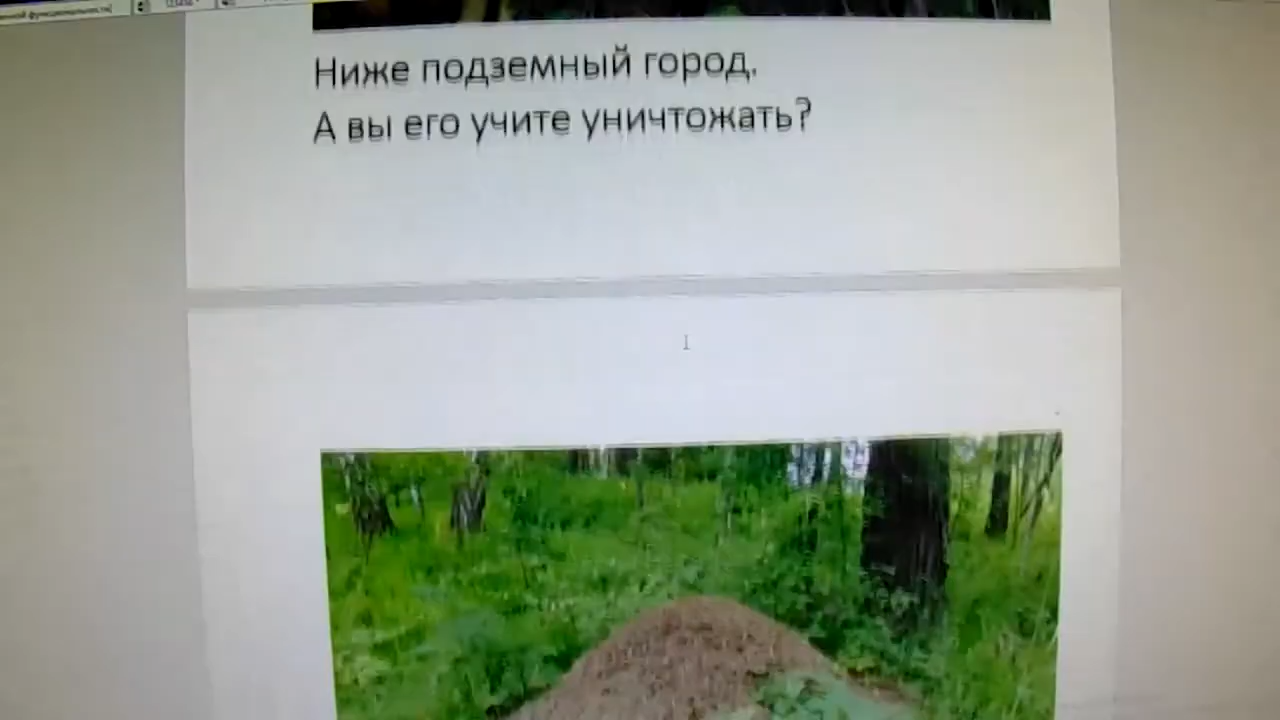 Ниже подземный город.
А вы его учите уничтожать?